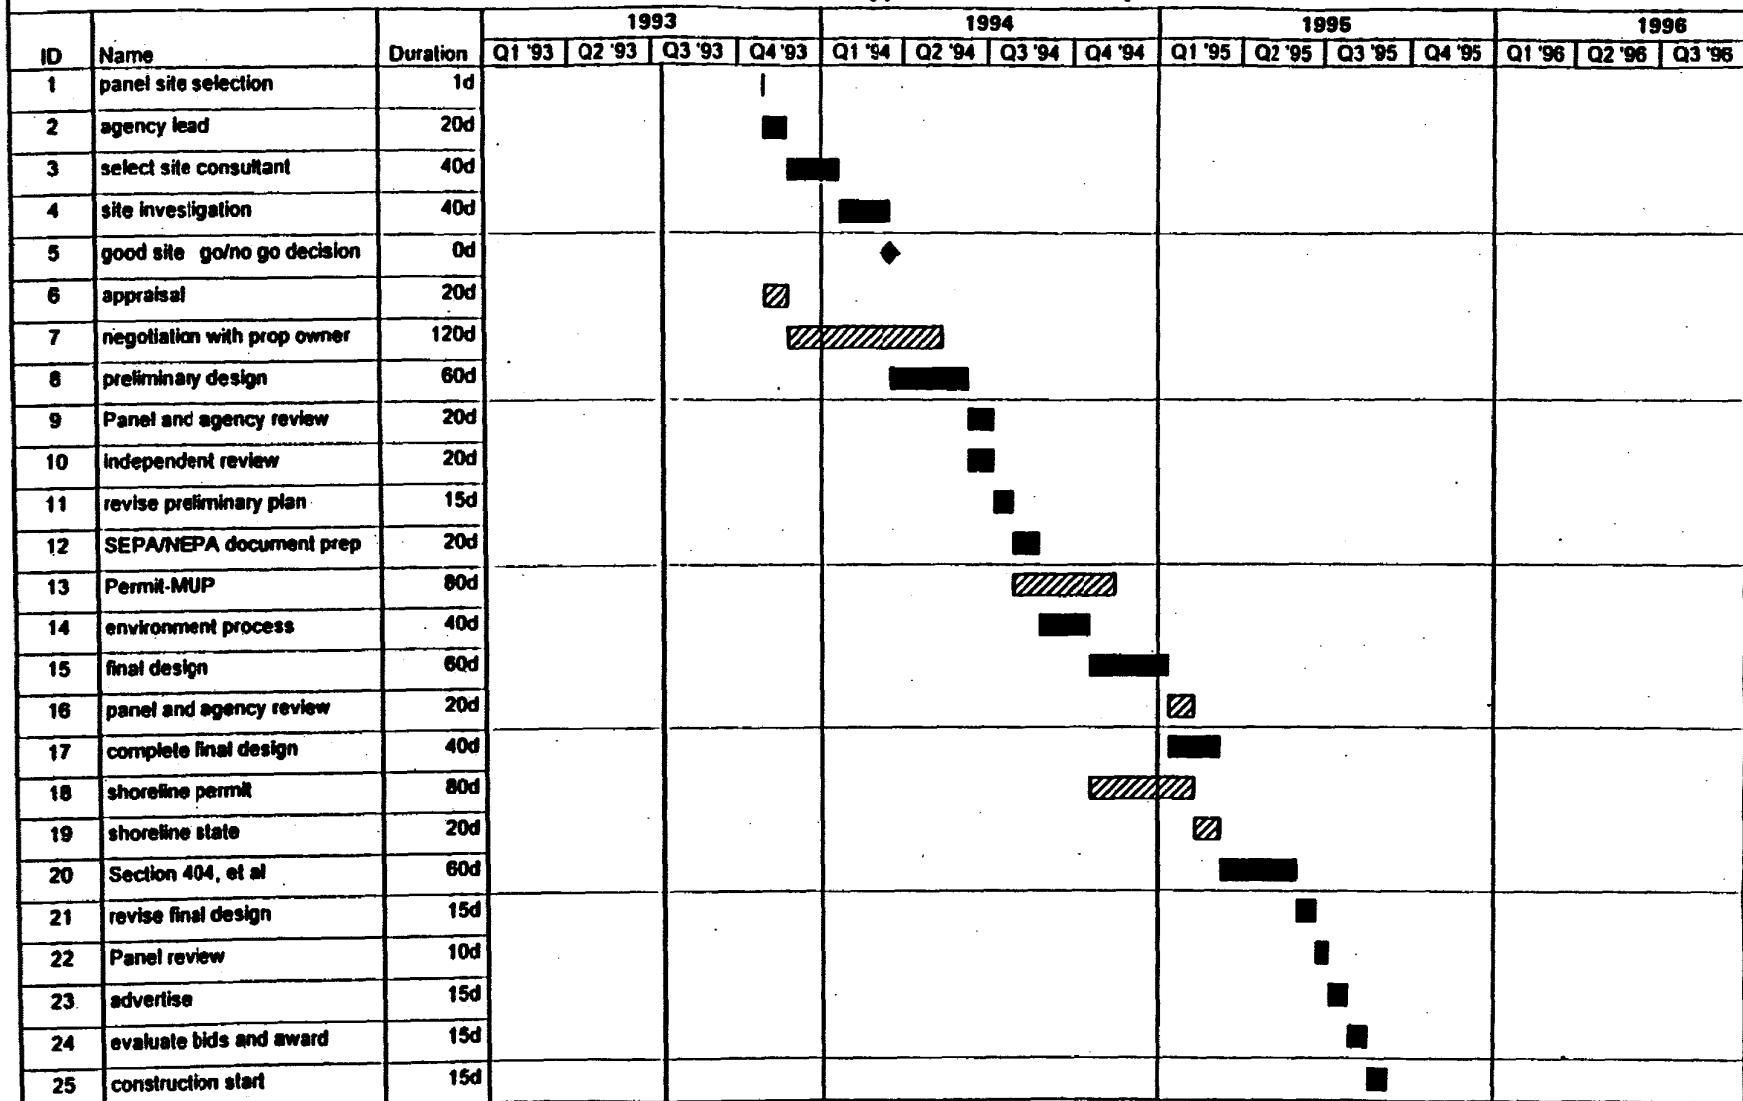 1993 1994 1995 1996
ID Name Duration Q1 '93 Q2 '93 Q3 '93 Q4 '93 Q1 '94 Q2 '94 Q3 '94 Q4 '94 Q1 '95 Q2 '95 Q3 '95 Q4 '95 Q1 '96 Q2 '96 Q3 '96
1 panel site selection 1d
2 agency lead 20d
3 select site consultant 40d
4 site investigation 40d
5 good site go/no go decision 0d
6 appraisal 20d
7 negotiation with prop owner 120d
8 preliminary design 60d
9 Panel and agency review 20d
10 independent review 20d
11 revise preliminary plan 15d
12 SEPA/NEPA document prep 20d
13 Permit-MUP 80d
14 environment process 40d
15 final design 60d
16 panel and agency review 20d
17 complete final design 40d
18 shoreline permit 80d
19 shoreline state 20d
20 Section 404, et al 60d
21 revise final design 15d
22 Panel review 10d
23 advertise 15d
24 evaluate bids and award 15d
25 construction start 15d